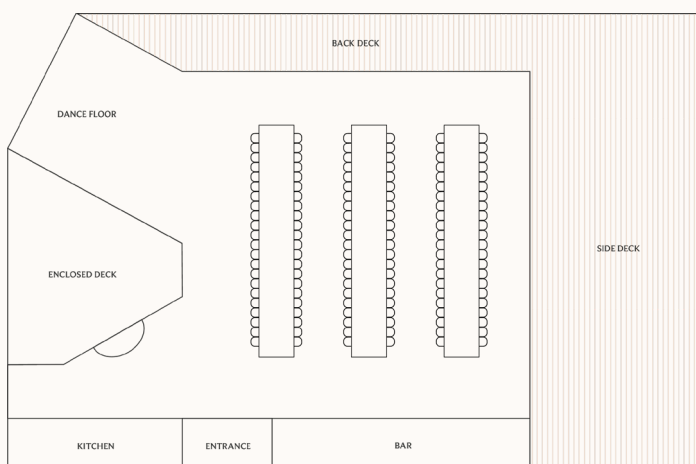 BACK DECK
DANCE FLOOR
SIDE DECK
ENCLOSED DECK
KITCHEN
ENTRANCE
BAR